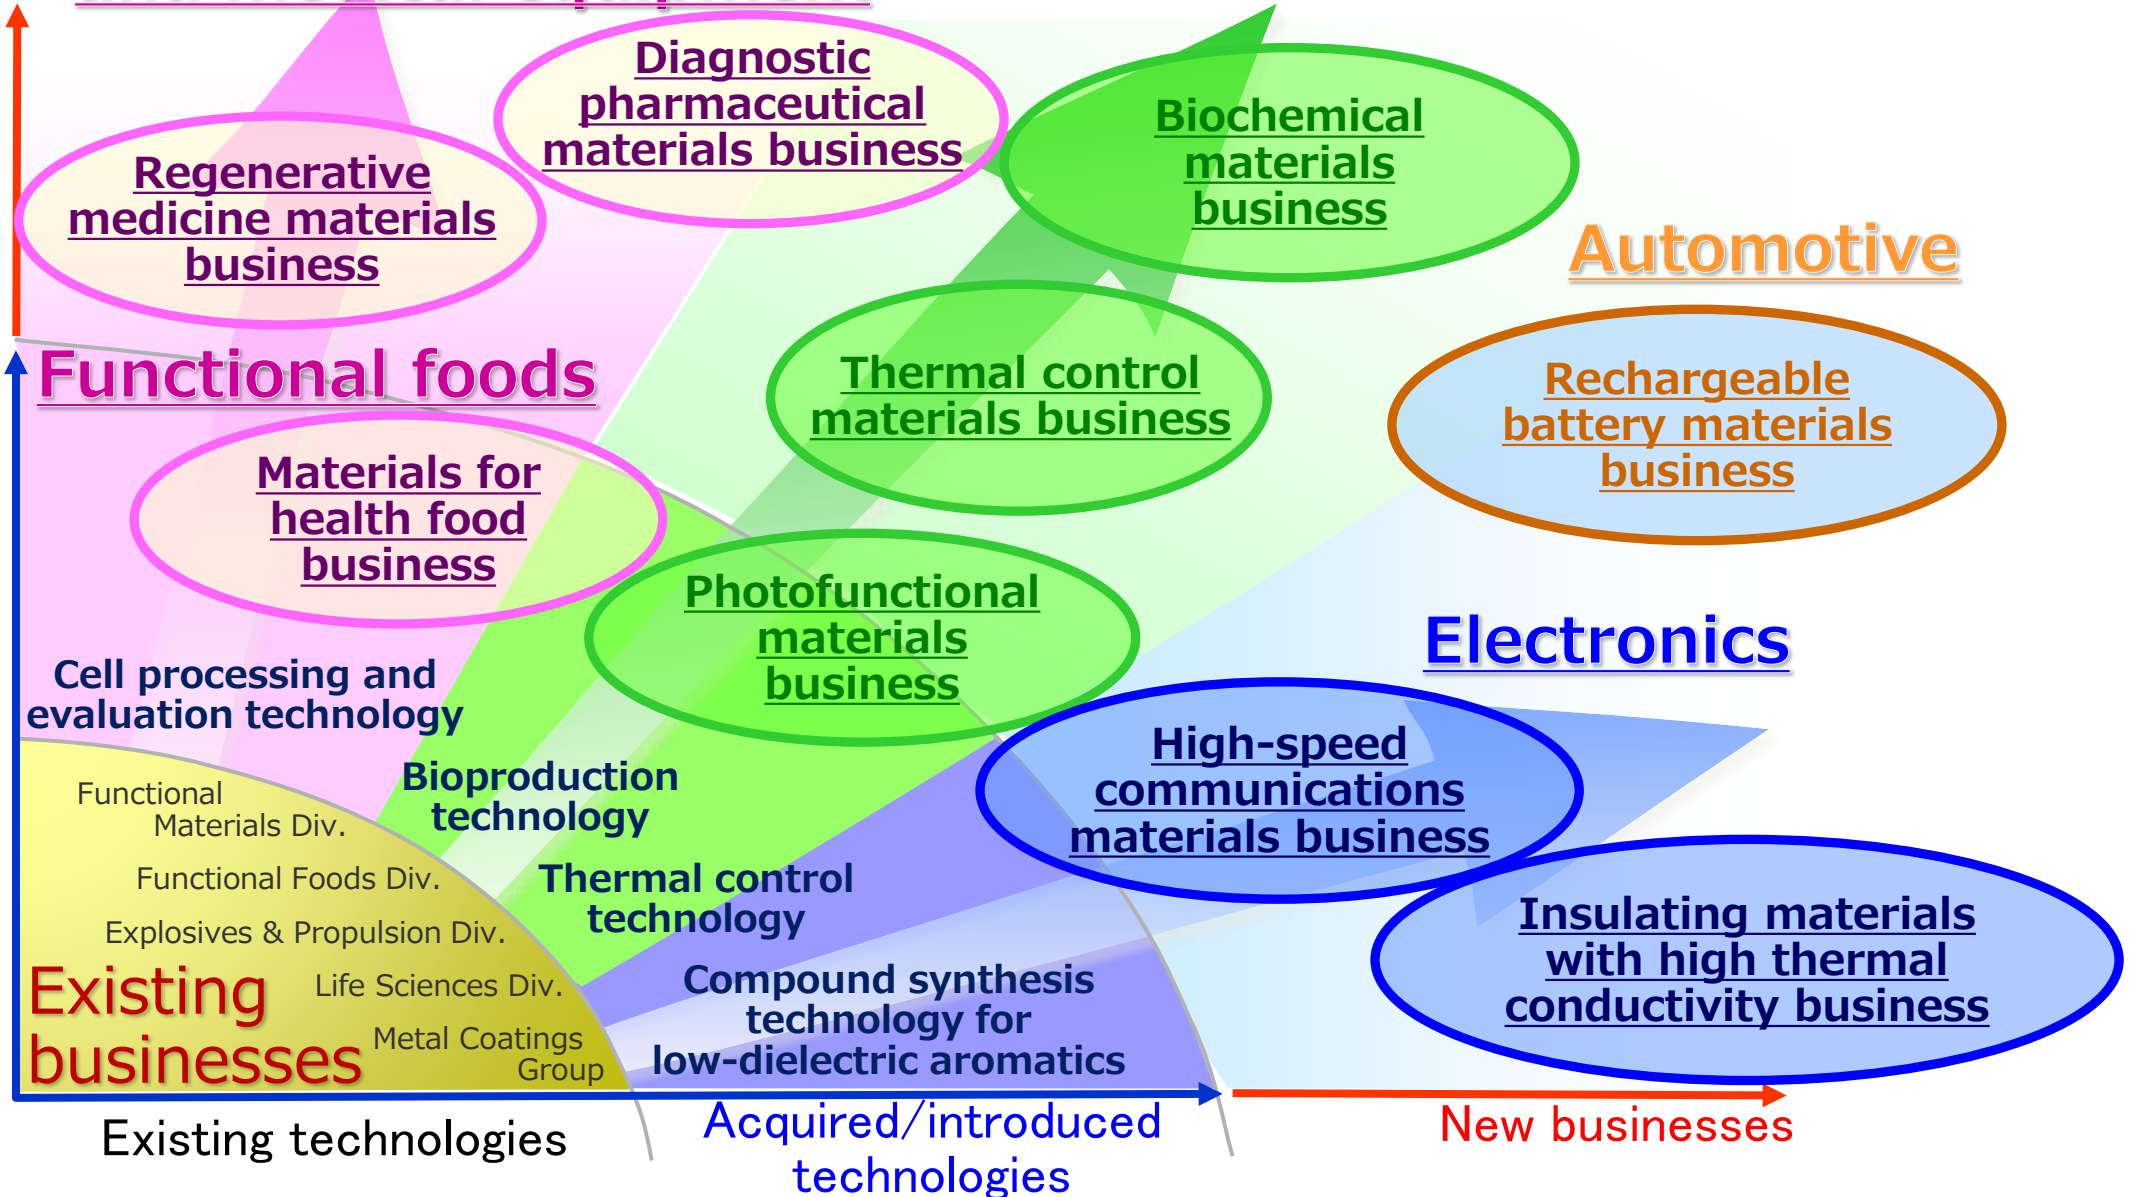 Diagnostic
pharmaceutical
materials business
Regenerative
medicine materials
business
Biochemical
materials
business
Automotive
Functional foods
Thermal control
materials business
Rechargeable
battery materials
business
Materials for
health food
business
Photofunctional
materials
business
Electronics
Cell processing and
evaluation technology
High-speed
communications
materials business
Bioproduction
technology
Functional
Materials Div.
Functional Foods Div.
Explosives & Propulsion Div.
Life Sciences Div.
Metal Coatings
Group
Existing
businesses
Thermal control
technology
Compound synthesis
technology for
low-dielectric aromatics
Insulating materials
with high thermal
conductivity business
Existing technologies
Acquired/introduced
technologies
New businesses